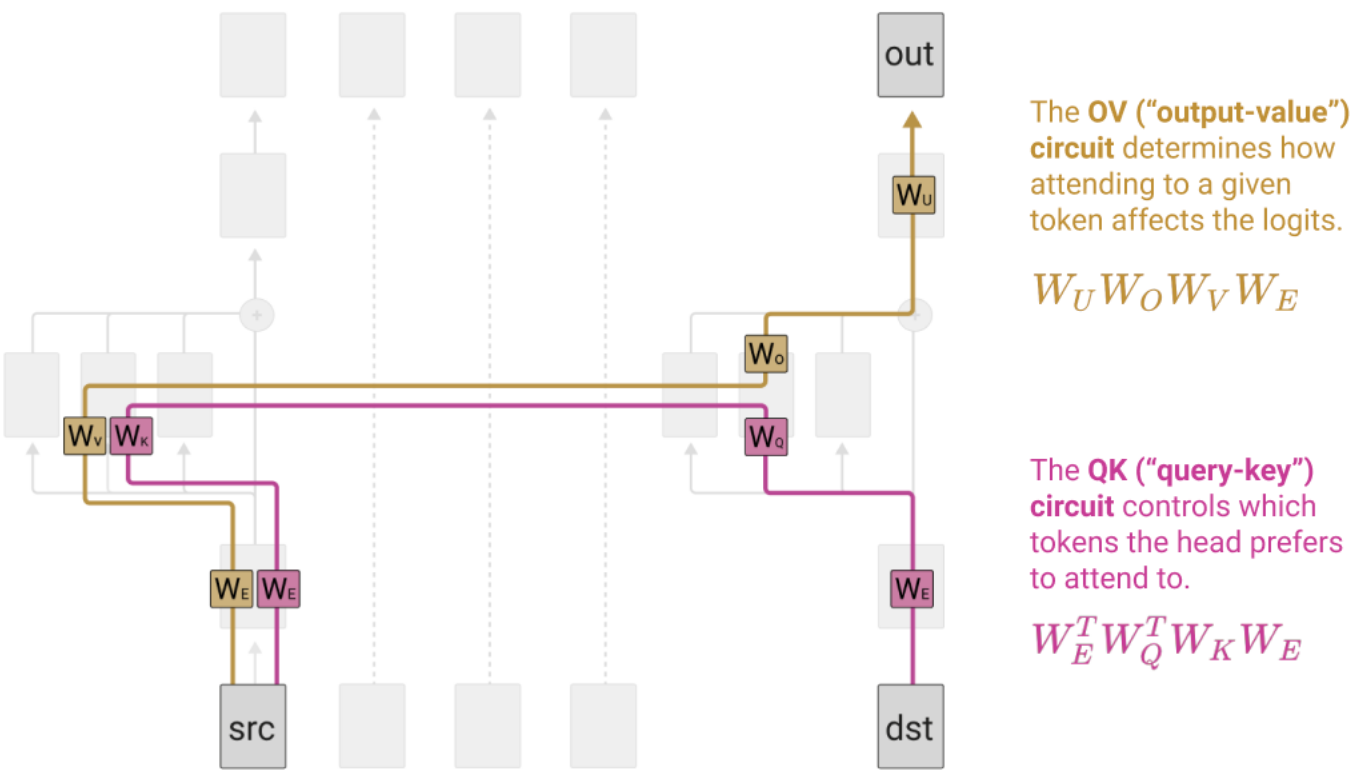 out
The OV (“output-value”)
circuit determines how
attending to a given
token affects the logits.
W_U
W_U W_O W_V W_E
W_O
W_V W_K
W_Q
The QK (“query-key”)
circuit controls which
tokens the head prefers
to attend to.
W_E W_E
W_E
W_E^T W_Q^T W_K W_E
src
dst